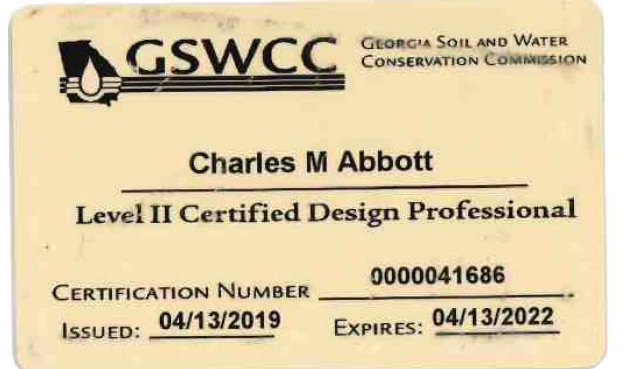 GSWCC
GEORGIA SOIL AND WATER
CONSERVATION COMMISSION
Charles M Abbott
Level II Certified Design Professional
CERTIFICATION NUMBER 0000041686
ISSUED: 04/13/2019 EXPIRES: 04/13/2022